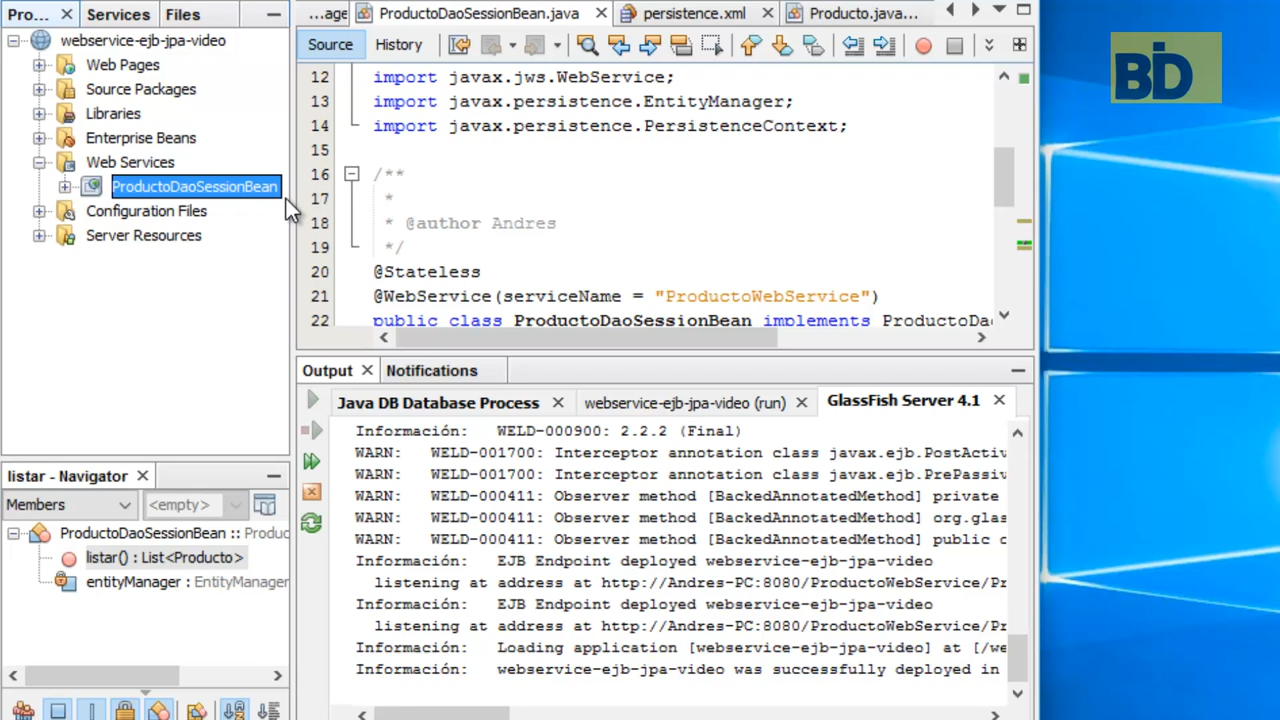 Pro...
Services
Files
webservice-ejb-jpa-video
Web Pages
Source Packages
Libraries
Enterprise Beans
Web Services
ProductoDaoSessionBean
Configuration Files
Server Resources
listar - Navigator
Members
<empty>
ProductoDaoSessionBean :: Produc
listar() : List<Producto>
entityManager : EntityManager
...age
ProductoDaoSessionBean.java
persistence.xml
Producto.java...
Source
History
12 import javax.jws.WebService;
13 import javax.persistence.EntityManager;
14 import javax.persistence.PersistenceContext;
15
16 /**
17 *
18 * @author Andres
19 */
20 @Stateless
21 @WebService(serviceName = "ProductoWebService")
22 public class ProductoDaoSessionBean implements ProductoDa
Output
Notifications
Java DB Database Process
webservice-ejb-jpa-video (run)
GlassFish Server 4.1
Información: WELD-000900: 2.2.2 (Final)
WARN: WELD-001700: Interceptor annotation class javax.ejb.PostActiv
WARN: WELD-001700: Interceptor annotation class javax.ejb.PrePassiv
WARN: WELD-000411: Observer method [BackedAnnotatedMethod] private
WARN: WELD-000411: Observer method [BackedAnnotatedMethod] org.glas
WARN: WELD-000411: Observer method [BackedAnnotatedMethod] public c
Información: EJB Endpoint deployed webservice-ejb-jpa-video
listening at address at http://Andres-PC:8080/ProductoWebService/Pr
Información: EJB Endpoint deployed webservice-ejb-jpa-video
listening at address at http://Andres-PC:8080/ProductoWebService/Pr
Información: Loading application [webservice-ejb-jpa-video] at [/we
Información: webservice-ejb-jpa-video was successfully deployed in
BID